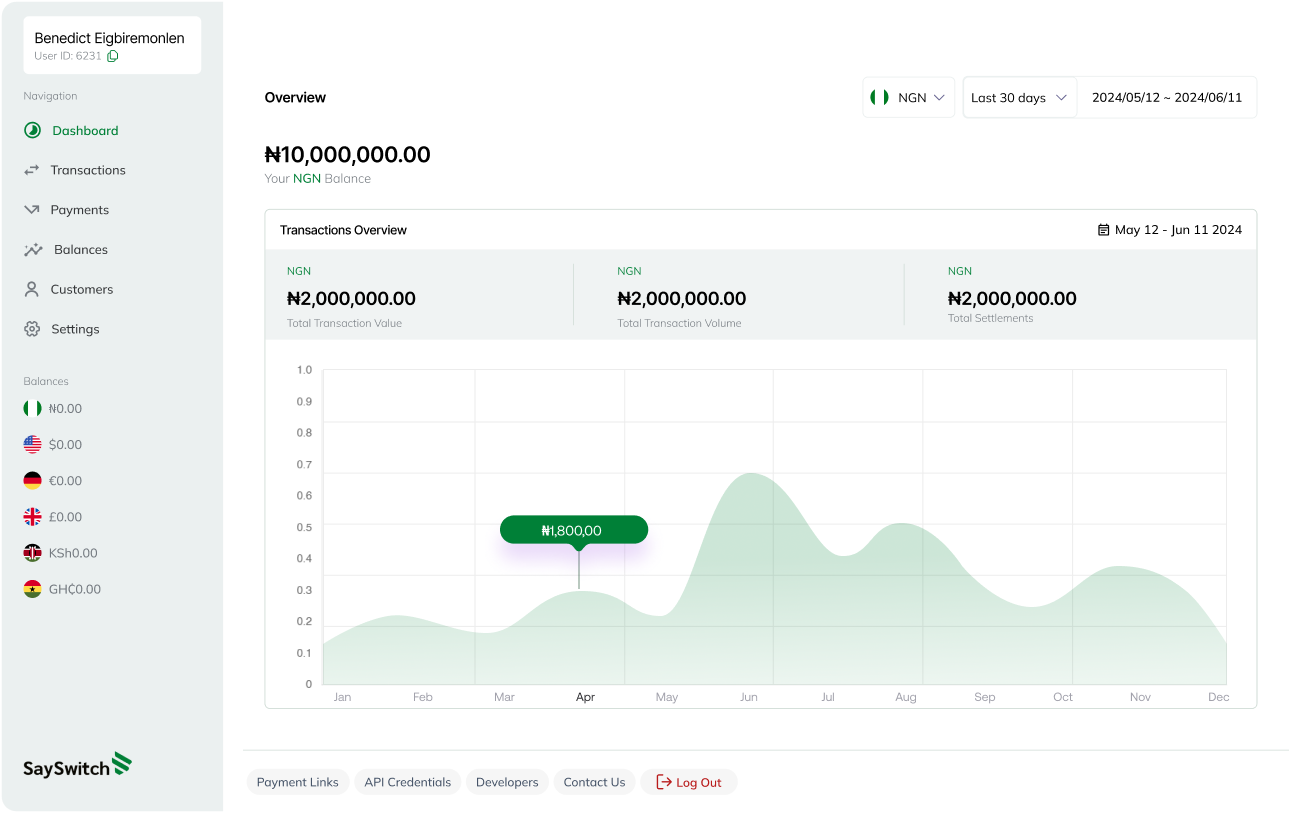 Benedict Eigbiremonlen
User ID: 6231
Navigation
Dashboard
Transactions
Payments
Balances
Customers
Settings
Balances
₦0.00
$0.00
€0.00
£0.00
KSh0.00
GH₵0.00
SaySwitch
Overview
NGN
Last 30 days
2024/05/12 ~ 2024/06/11
₦10,000,000.00
Your NGN Balance
Transactions Overview
May 12 - Jun 11 2024
NGN
₦2,000,000.00
Total Transaction Value
NGN
₦2,000,000.00
Total Transaction Volume
NGN
₦2,000,000.00
Total Settlements
1.0
0.9
0.8
0.7
0.6
0.5
0.4
0.3
0.2
0.1
0
₦1,800,00
Jan Feb Mar Apr May Jun Jul Aug Sep Oct Nov Dec
Payment Links
API Credentials
Developers
Contact Us
Log Out